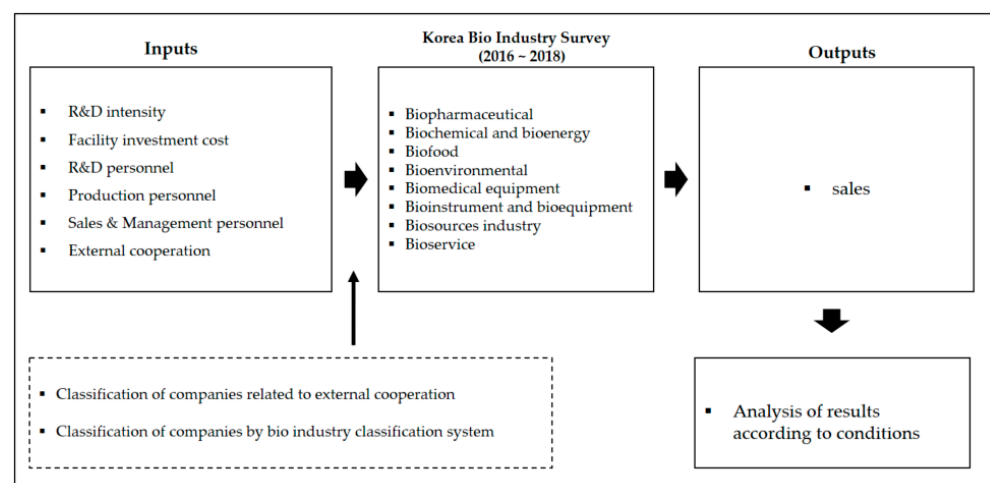 Inputs
▪ R&D intensity
▪ Facility investment cost
▪ R&D personnel
▪ Production personnel
▪ Sales & Management personnel
▪ External cooperation
Korea Bio Industry Survey
(2016 ~ 2018)
▪ Biopharmaceutical
▪ Biochemical and bioenergy
▪ Biofood
▪ Bioenvironmental
▪ Biomedical equipment
▪ Bioinstrument and bioequipment
▪ Biosources industry
▪ Bioservice
Outputs
▪ sales
▪ Classification of companies related to external cooperation
▪ Classification of companies by bio industry classification system
▪ Analysis of results
according to conditions